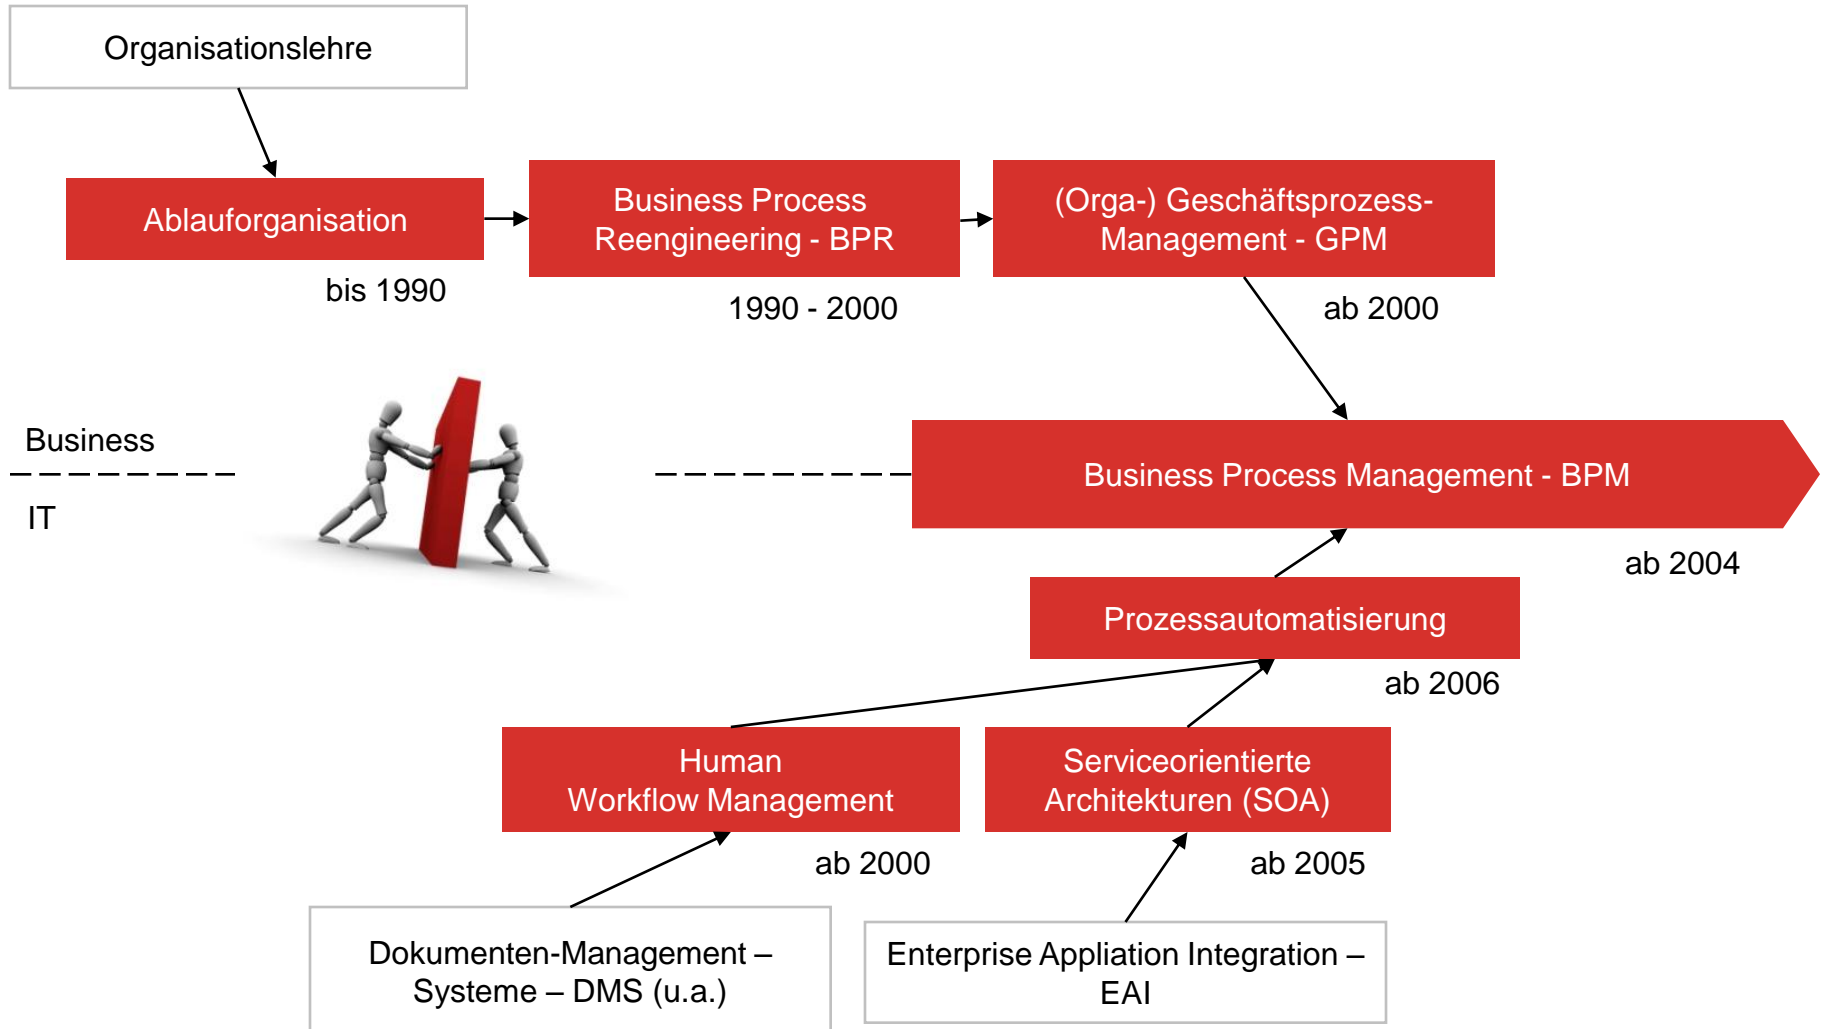 Organisationslehre
Ablauforganisation
bis 1990
Business Process
Reengineering - BPR
1990 - 2000
(Orga-) Geschäftsprozess-
Management - GPM
ab 2000
Business
IT
Business Process Management - BPM
ab 2004
Prozessautomatisierung
ab 2006
Human
Workflow Management
ab 2000
Serviceorientierte
Architekturen (SOA)
ab 2005
Dokumenten-Management –
Systeme – DMS (u.a.)
Enterprise Appliation Integration –
EAI